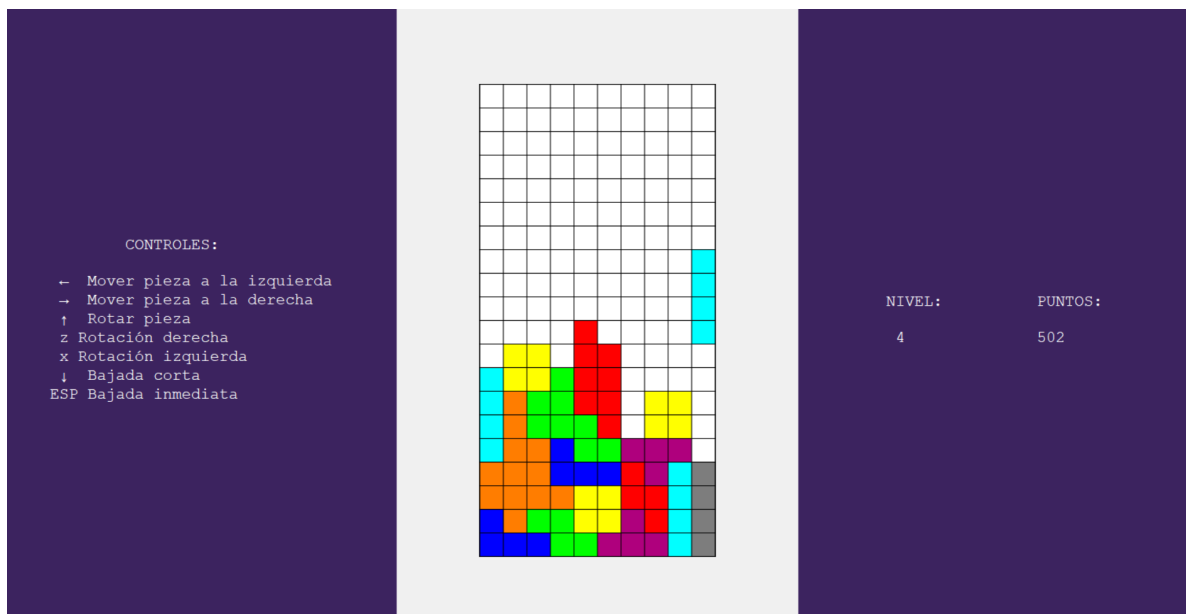 CONTROLES:
← Mover pieza a la izquierda
→ Mover pieza a la derecha
↑ Rotar pieza
z Rotación derecha
x Rotación izquierda
↓ Bajada corta
ESP Bajada inmediata
NIVEL: PUNTOS:
4 502